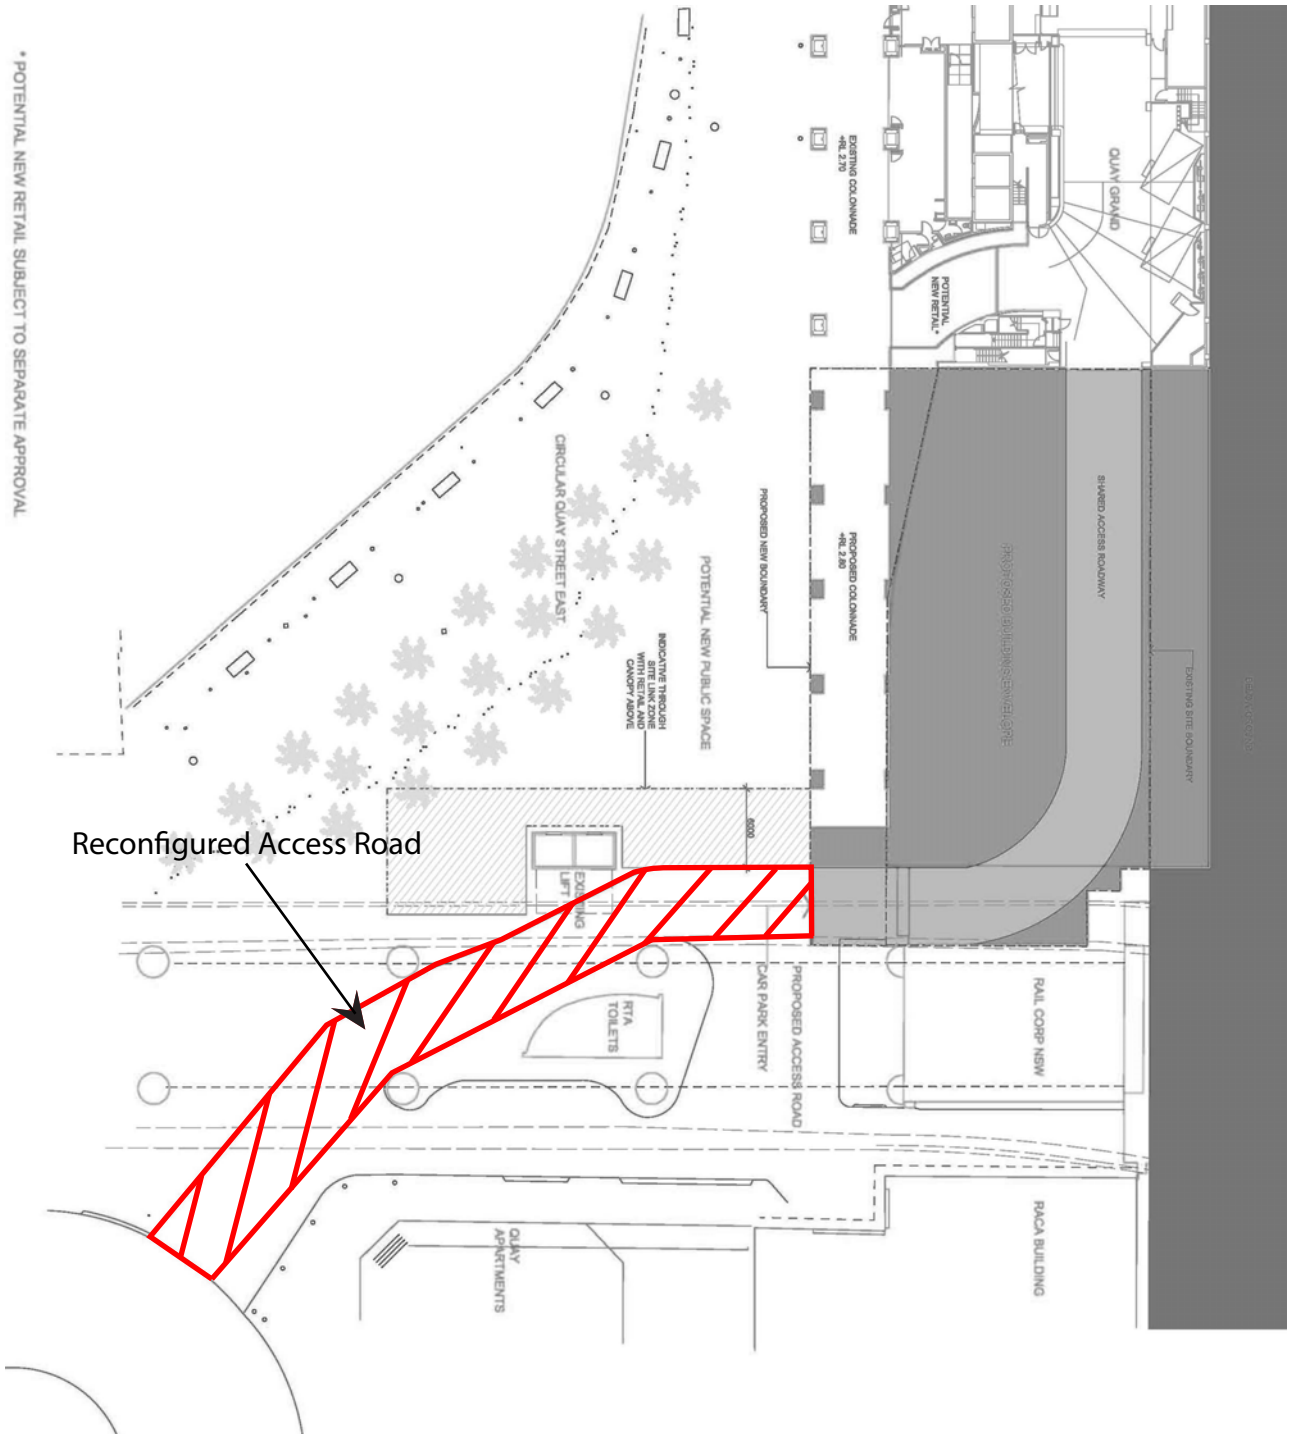 * POTENTIAL NEW RETAIL SUBJECT TO SEPARATE APPROVAL
EXISTING COLONNADE
+RL 2.70
QUAY GRAND
POTENTIAL
NEW RETAIL*
CIRCULAR QUAY STREET EAST
POTENTIAL NEW PUBLIC SPACE
PROPOSED NEW BOUNDARY
PROPOSED COLONNADE
+RL 2.80
SHARED ACCESS ROADWAY
PROPOSED BUILDING ENVELOPE
EXISTING SITE BOUNDARY
INDICATIVE THROUGH
SITE LINK ZONE
WITH RETAIL AND
CANOPY ABOVE
6000
Reconfigured Access Road
EXISTING
LIFT
RTA
TOILETS
CAR PARK ENTRY
PROPOSED ACCESS ROAD
RAIL CORP NSW
QUAY
APARTMENTS
RACA BUILDING